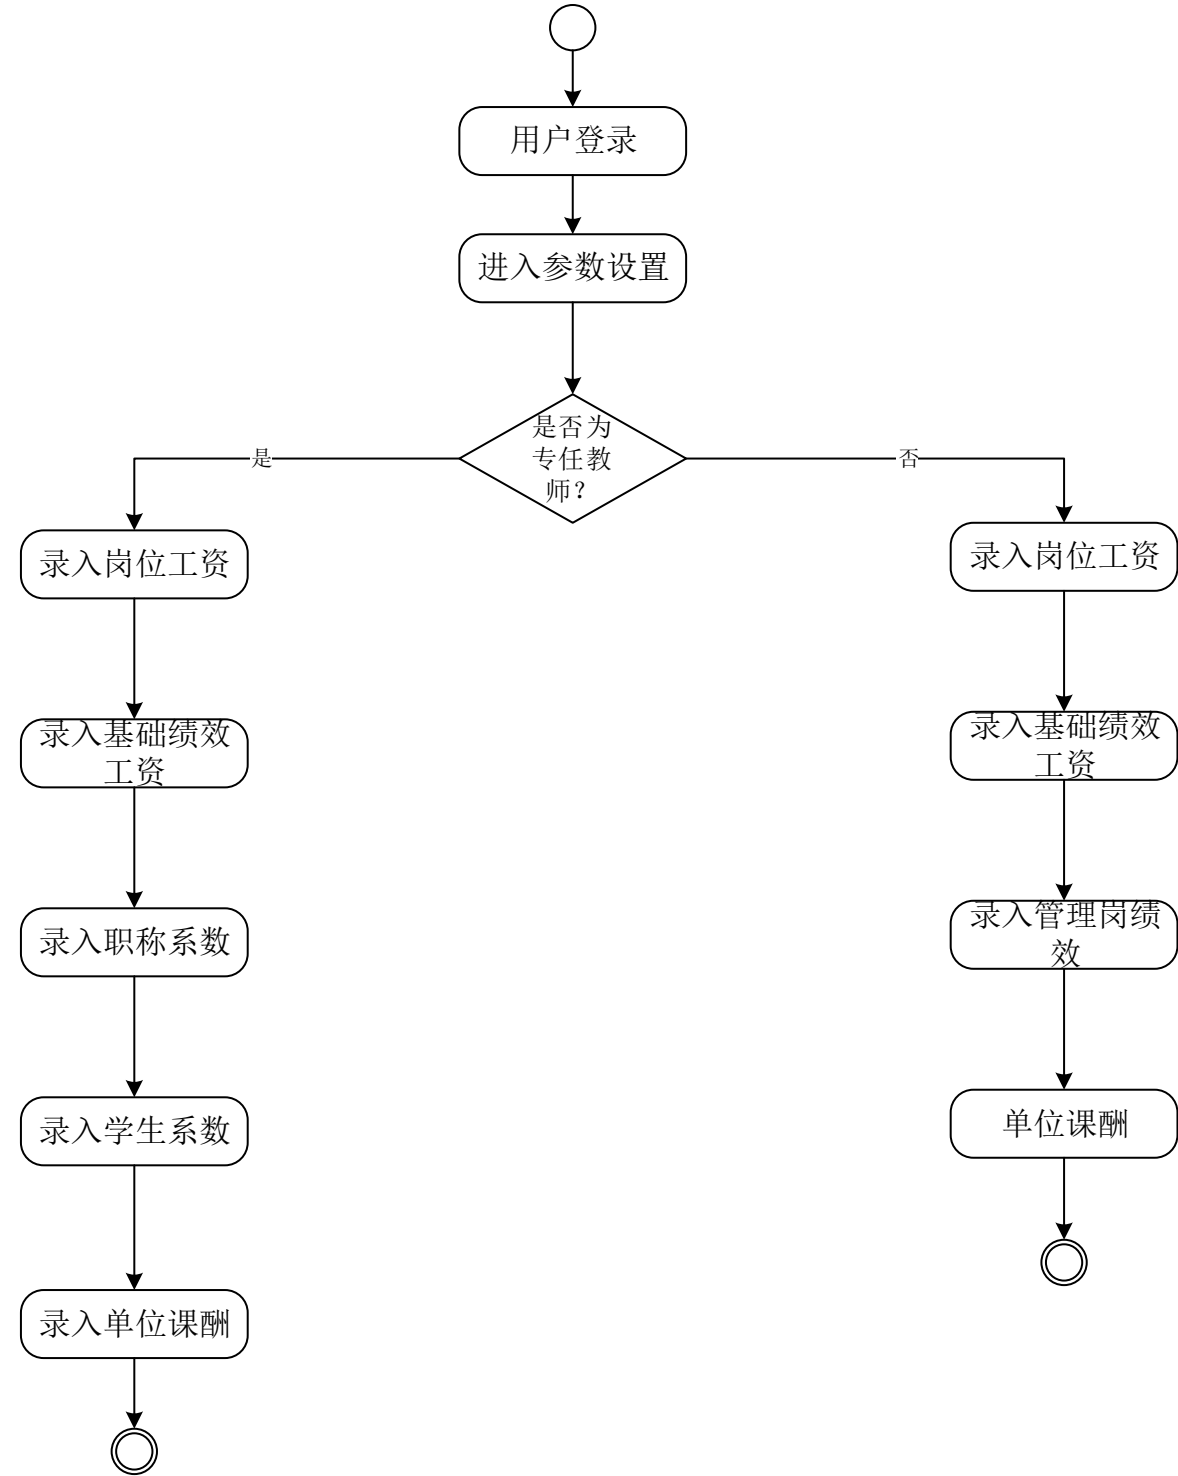 用户登录
进入参数设置
是否为
专任教
师？
是
否
录入岗位工资
录入基础绩效
工资
录入职称系数
录入学生系数
录入单位课酬
录入岗位工资
录入基础绩效
工资
录入管理岗绩
效
单位课酬